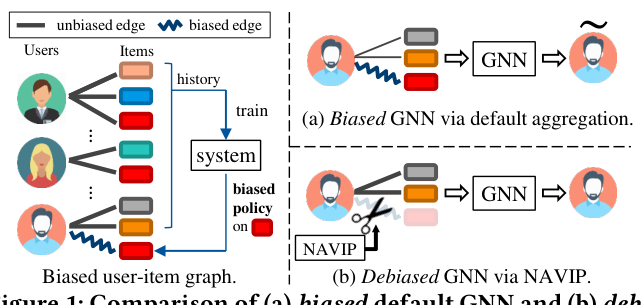 unbiased edge biased edge
Users Items
history
train
system
biased
policy
on
NAVIP
Biased user-item graph.
GNN
~
(a) Biased GNN via default aggregation.
GNN
(b) Debiased GNN via NAVIP.
Figure 1: Comparison of (a) biased default GNN and (b) deb